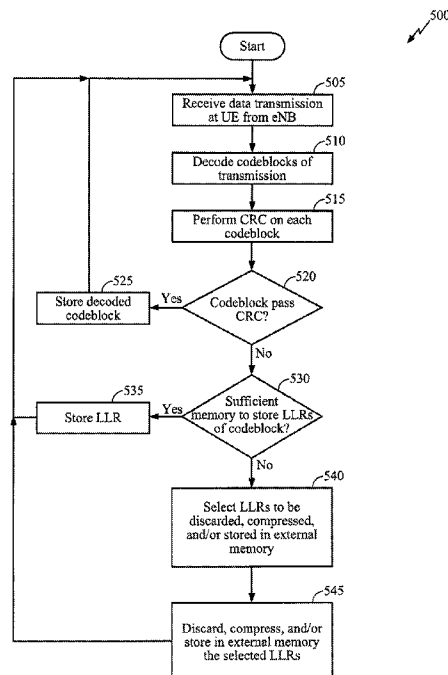 500
Start
505
Receive data transmission
at UE from eNB
510
Decode codeblocks of
transmission
515
Perform CRC on each
codeblock
520
Codeblock pass
CRC?
Yes
525
Store decoded
codeblock
No
530
Sufficient
memory to store LLRs
of codeblock?
Yes
535
Store LLR
No
540
Select LLRs to be
discarded, compressed,
and/or stored in external
memory
545
Discard, compress, and/or
store in external memory
the selected LLRs